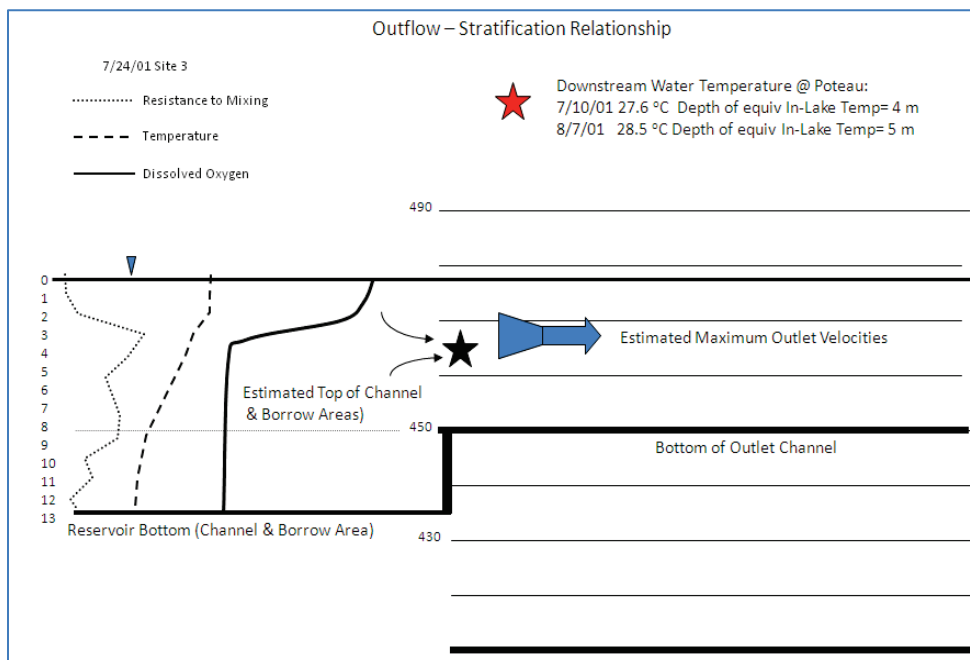 Outflow – Stratification Relationship
7/24/01 Site 3
Resistance to Mixing
Temperature
Dissolved Oxygen
Downstream Water Temperature @ Poteau:
7/10/01 27.6 °C Depth of equiv In-Lake Temp= 4 m
8/7/01 28.5 °C Depth of equiv In-Lake Temp= 5 m
490
0
1
2
3
4
5
6
7
8
9
10
11
12
13
Estimated Maximum Outlet Velocities
Estimated Top of Channel
& Borrow Areas)
450
Bottom of Outlet Channel
Reservoir Bottom (Channel & Borrow Area)
430